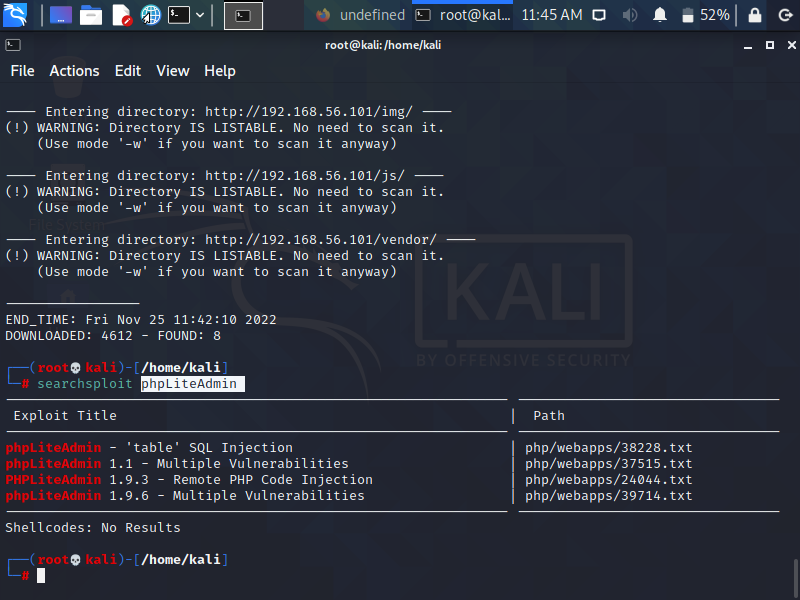 undefined
root@kal...
11:45 AM
52%
root@kali:/home/kali
File Actions Edit View Help
—— Entering directory: http://192.168.56.101/img/ ——
(!) WARNING: Directory IS LISTABLE. No need to scan it.
(Use mode '-w' if you want to scan it anyway)
—— Entering directory: http://192.168.56.101/js/ ——
(!) WARNING: Directory IS LISTABLE. No need to scan it.
(Use mode '-w' if you want to scan it anyway)
—— Entering directory: http://192.168.56.101/vendor/ ——
(!) WARNING: Directory IS LISTABLE. No need to scan it.
(Use mode '-w' if you want to scan it anyway)
END_TIME: Fri Nov 25 11:42:10 2022
DOWNLOADED: 4612 - FOUND: 8
KALI
BY OFFENSIVE SECURITY
┌──(root💀kali)-[/home/kali]
└─# searchsploit phpLiteAdmin
Exploit Title | Path
phpLiteAdmin - 'table' SQL Injection | php/webapps/38228.txt
phpLiteAdmin 1.1 - Multiple Vulnerabilities | php/webapps/37515.txt
PHPLiteAdmin 1.9.3 - Remote PHP Code Injection | php/webapps/24044.txt
phpLiteAdmin 1.9.6 - Multiple Vulnerabilities | php/webapps/39714.txt
Shellcodes: No Results
┌──(root💀kali)-[/home/kali]
└─#